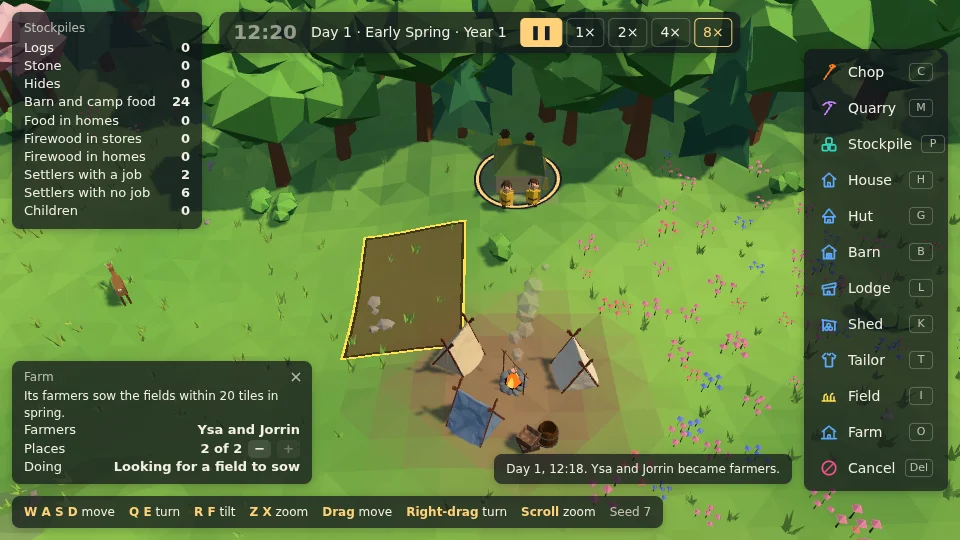 Stockpiles
Logs 0
Stone 0
Hides 0
Barn and camp food 24
Food in homes 0
Firewood in stores 0
Firewood in homes 0
Settlers with a job 2
Settlers with no job 6
Children 0
12:20 Day 1 · Early Spring · Year 1 1× 2× 4× 8×
Chop C
Quarry M
Stockpile P
House H
Hut G
Barn B
Lodge L
Shed K
Tailor T
Field I
Farm O
Cancel Del
Farm ×
Its farmers sow the fields within 20 tiles in
spring.
Farmers Ysa and Jorrin
Places 2 of 2 − +
Doing Looking for a field to sow
Day 1, 12:18. Ysa and Jorrin became farmers.
W A S D move Q E turn R F tilt Z X zoom Drag move Right-drag turn Scroll zoom Seed 7